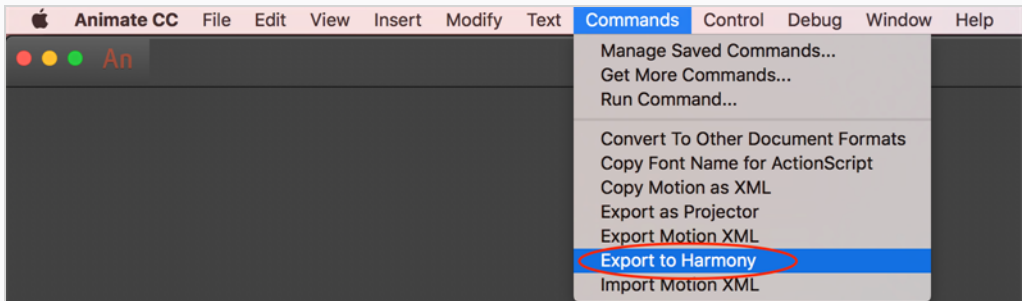 Animate CC File Edit View Insert Modify Text Commands Control Debug Window Help
An
Manage Saved Commands...
Get More Commands...
Run Command...
Convert To Other Document Formats
Copy Font Name for ActionScript
Copy Motion as XML
Export as Projector
Export Motion XML
Export to Harmony
Import Motion XML